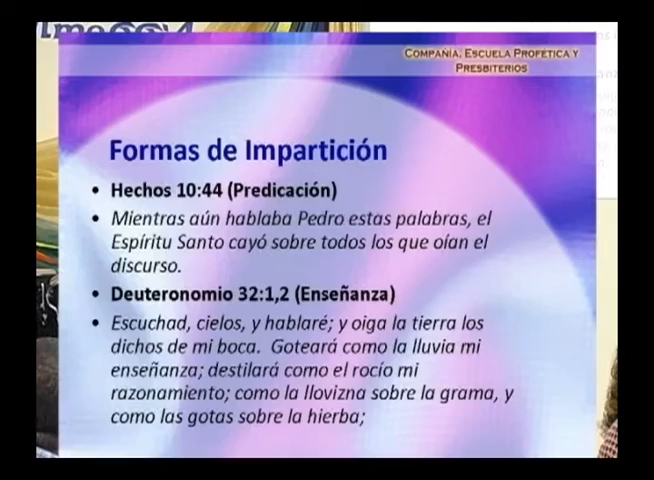 COMPAÑÍA, ESCUELA PROFÉTICA Y
PRESBITERIOS
Formas de Impartición
• Hechos 10:44 (Predicación)
• Mientras aún hablaba Pedro estas palabras, el
Espíritu Santo cayó sobre todos los que oían el
discurso.
• Deuteronomio 32:1,2 (Enseñanza)
• Escuchad, cielos, y hablaré; y oiga la tierra los
dichos de mi boca. Goteará como la lluvia mi
enseñanza; destilará como el rocío mi
razonamiento; como la llovizna sobre la grama, y
como las gotas sobre la hierba;